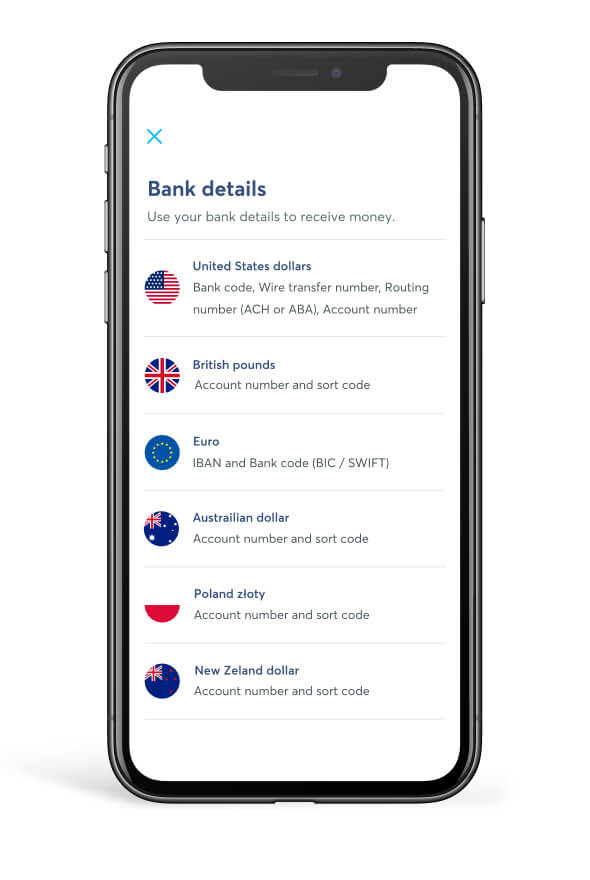 Bank details
Use your bank details to receive money.
United States dollars
Bank code, Wire transfer number, Routing
number (ACH or ABA), Account number
British pounds
Account number and sort code
Euro
IBAN and Bank code (BIC / SWIFT)
Austrailian dollar
Account number and sort code
Poland złoty
Account number and sort code
New Zeland dollar
Account number and sort code